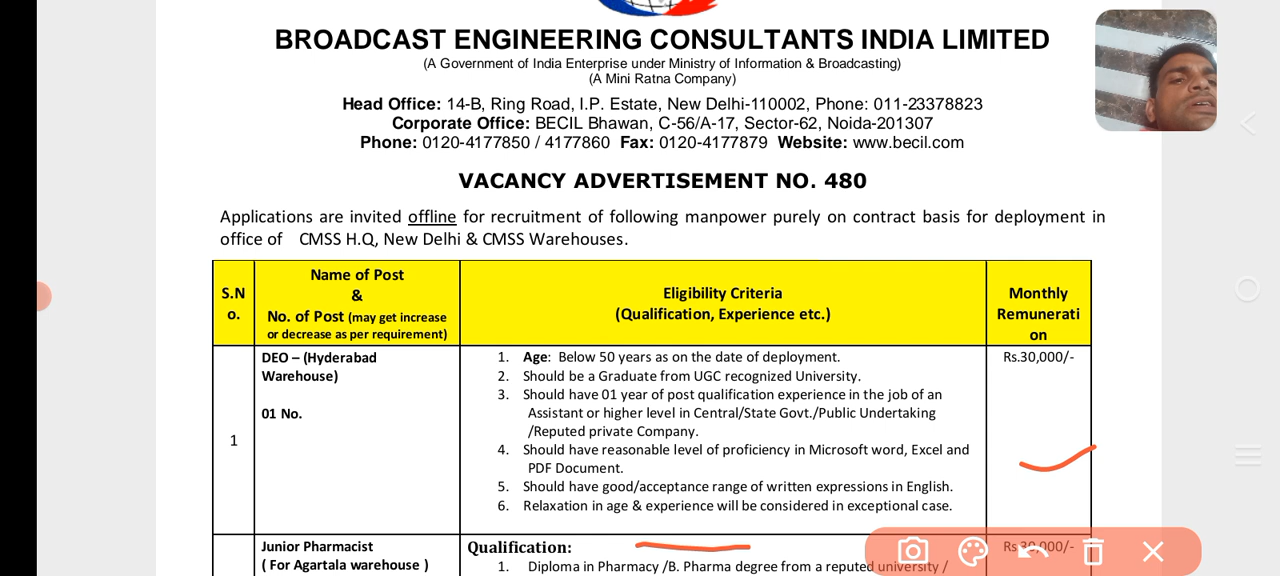 BROADCAST ENGINEERING CONSULTANTS INDIA LIMITED
(A Government of India Enterprise under Ministry of Information & Broadcasting)
(A Mini Ratna Company)
Head Office: 14-B, Ring Road, I.P. Estate, New Delhi-110002, Phone: 011-23378823
Corporate Office: BECIL Bhawan, C-56/A-17, Sector-62, Noida-201307
Phone: 0120-4177850 / 4177860 Fax: 0120-4177879 Website: www.becil.com
VACANCY ADVERTISEMENT NO. 480
Applications are invited offline for recruitment of following manpower purely on contract basis for deployment in
office of CMSS H.Q, New Delhi & CMSS Warehouses.
S.N
o.
Name of Post
&
No. of Post (may get increase
or decrease as per requirement)
Eligibility Criteria
(Qualification, Experience etc.)
Monthly
Remunerati
on
1
DEO – (Hyderabad
Warehouse)
01 No.
1. Age: Below 50 years as on the date of deployment.
2. Should be a Graduate from UGC recognized University.
3. Should have 01 year of post qualification experience in the job of an
Assistant or higher level in Central/State Govt./Public Undertaking
/Reputed private Company.
4. Should have reasonable level of proficiency in Microsoft word, Excel and
PDF Document.
5. Should have good/acceptance range of written expressions in English.
6. Relaxation in age & experience will be considered in exceptional case.
Rs.30,000/-
Junior Pharmacist
( For Agartala warehouse )
Qualification:
1. Diploma in Pharmacy /B. Pharma degree from a reputed university /
Rs 30,000/-